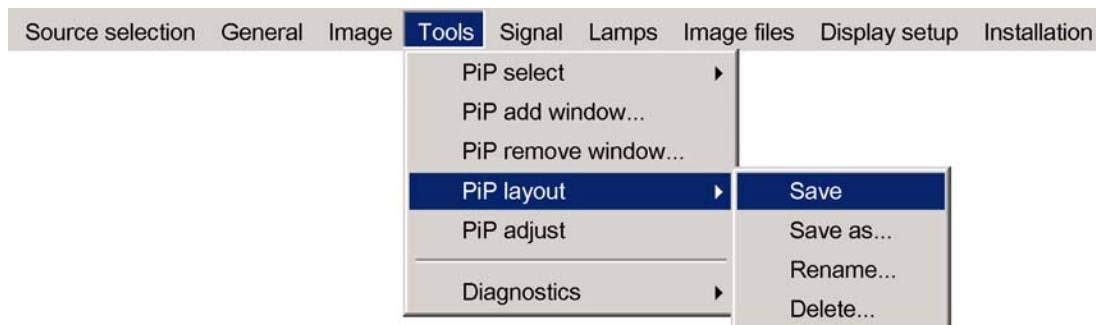 Source selection General Image Tools Signal Lamps Image files Display setup Installation
PiP select
PiP add window...
PiP remove window...
PiP layout
Save
PiP adjust
Save as...
Rename...
Diagnostics
Delete...